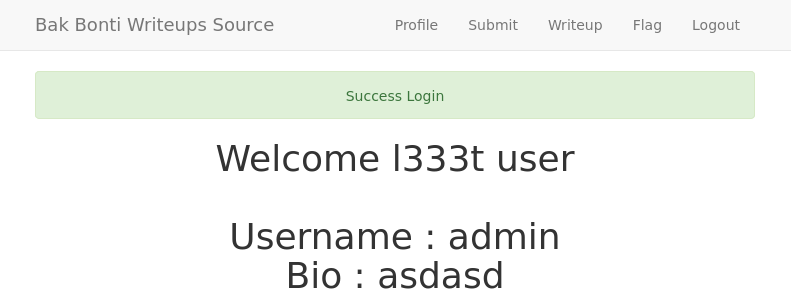 Bak Bonti Writeups Source Profile Submit Writeup Flag Logout
Success Login
Welcome l333t user
Username : admin
Bio : asdasd